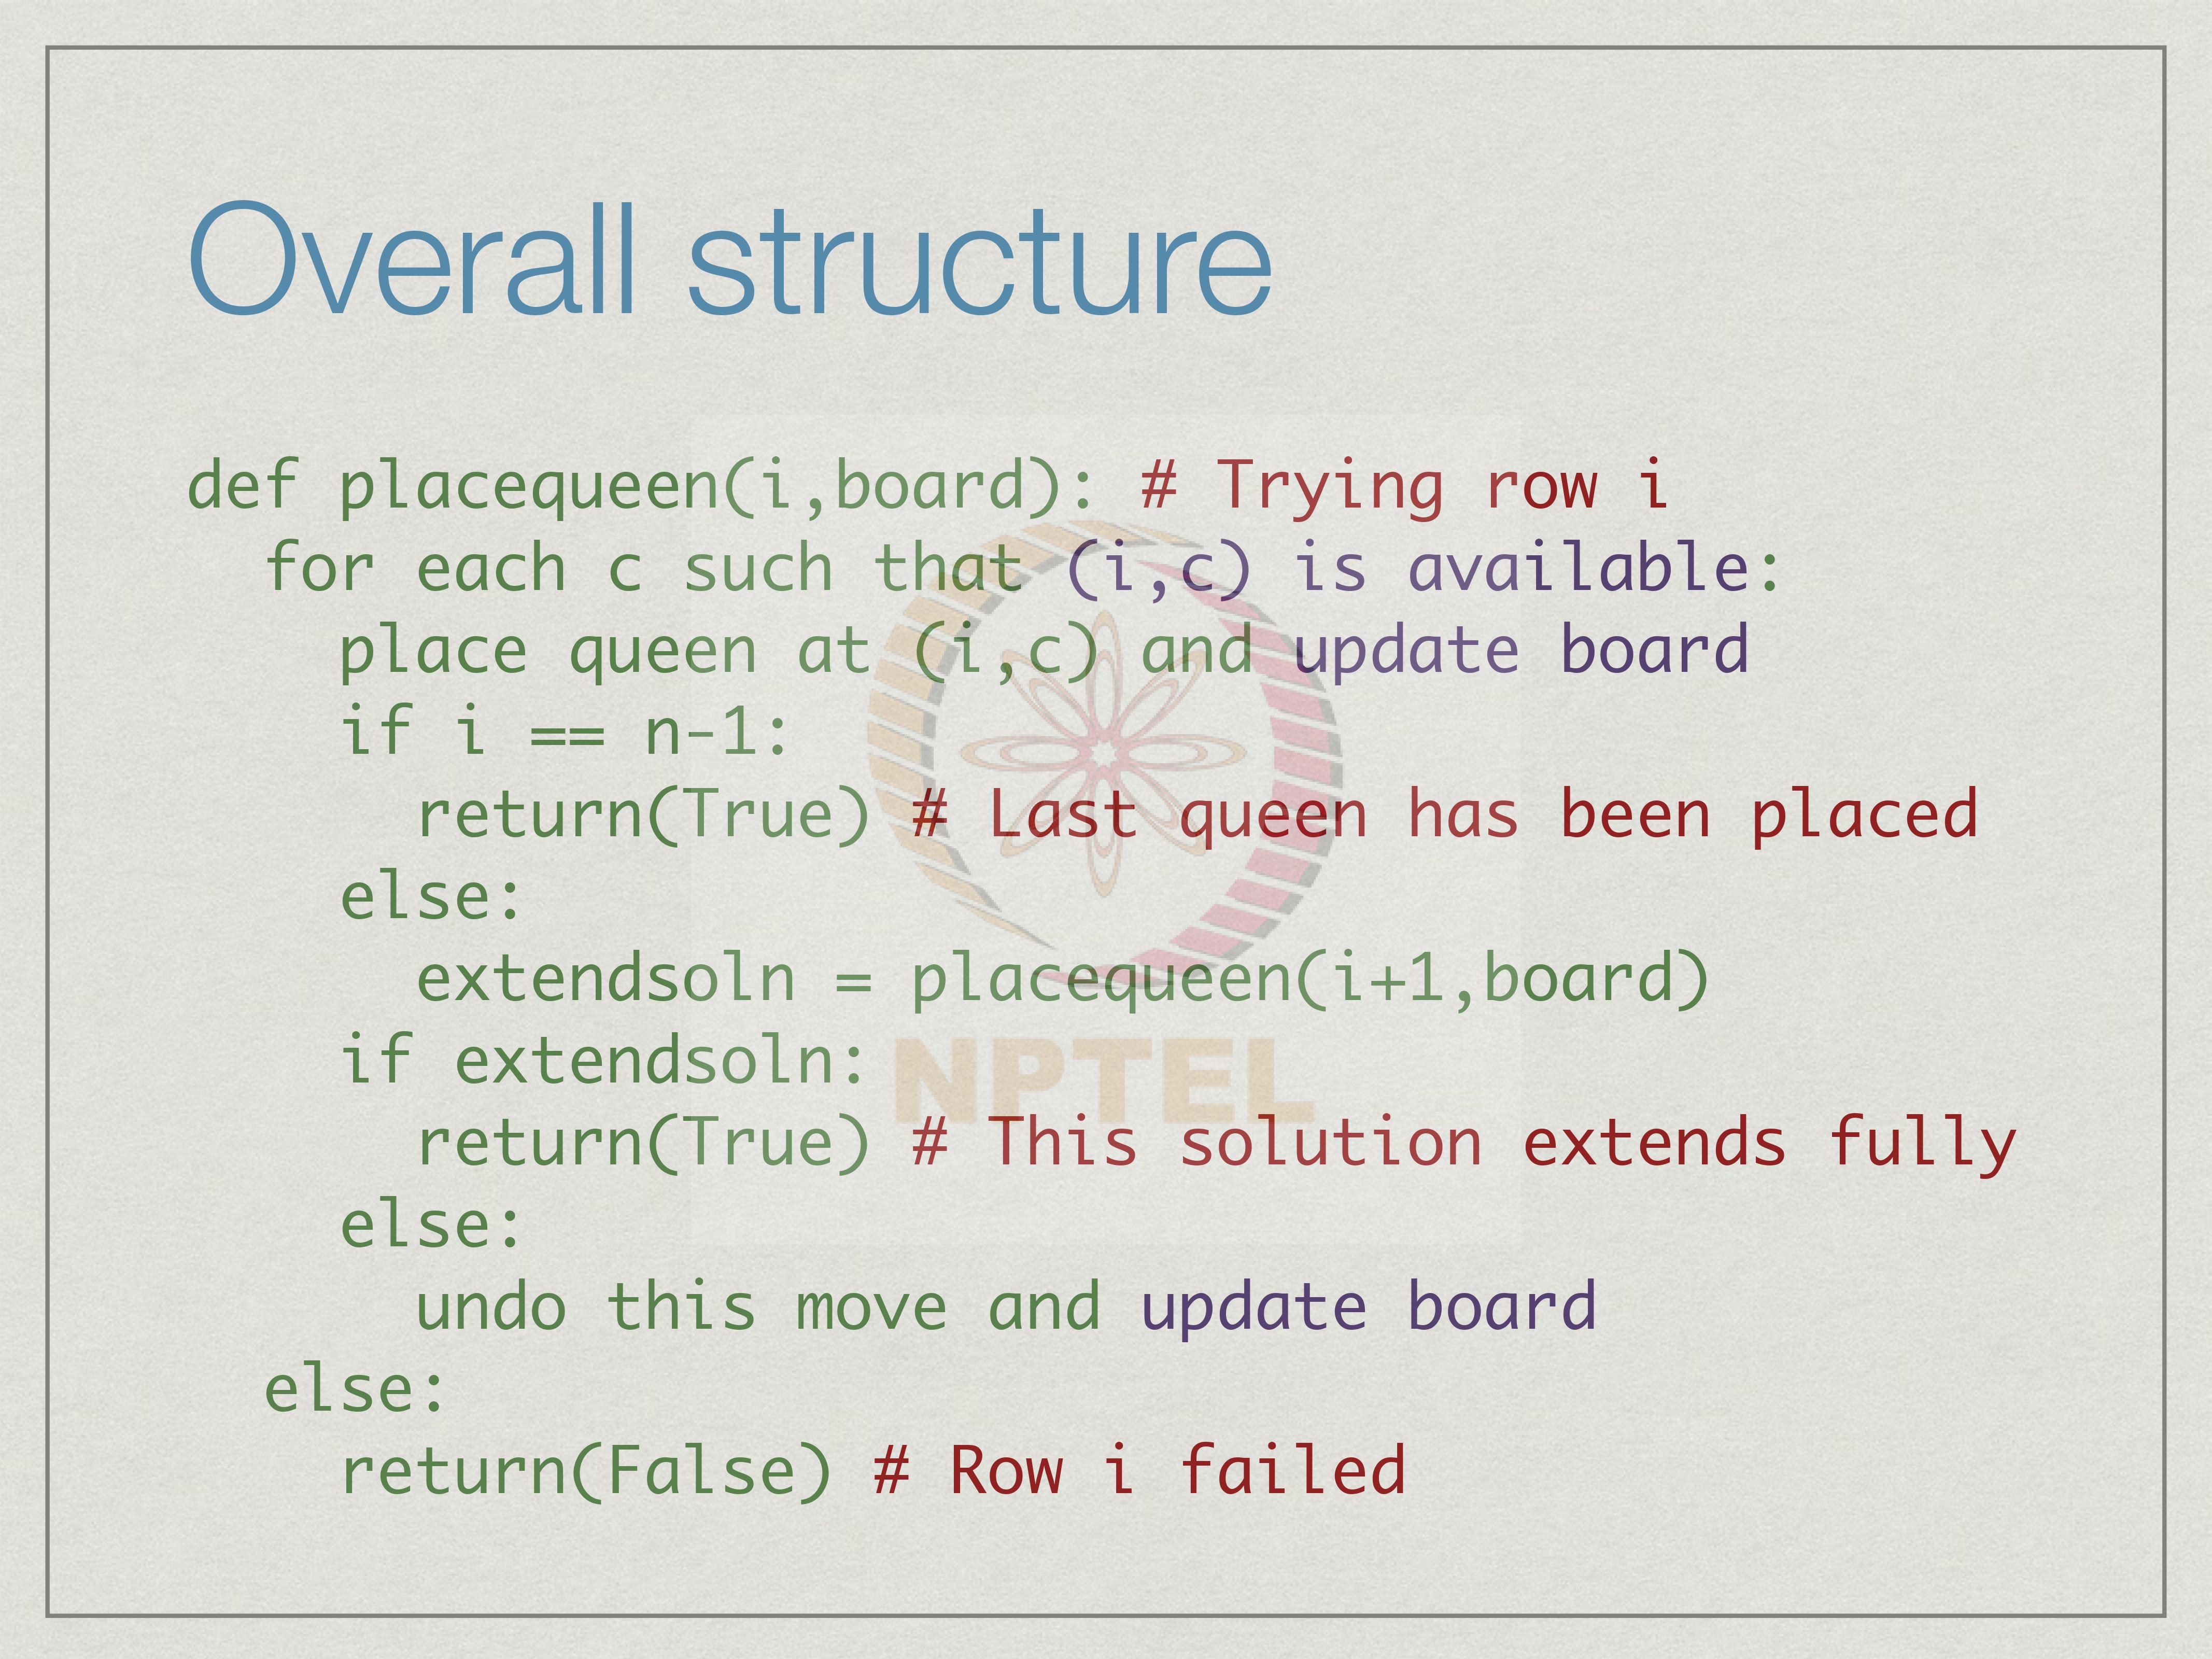 Overall structure
def placequeen(i,board): # Trying row i
  for each c such that (i,c) is available:
    place queen at (i,c) and update board
    if i == n-1:
      return(True) # Last queen has been placed
    else:
      extendsoln = placequeen(i+1,board)
    if extendsoln:
      return(True) # This solution extends fully
    else:
      undo this move and update board
  else:
    return(False) # Row i failed
NPTEL